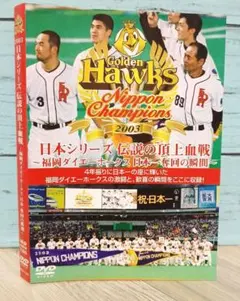 Golden
Hawks
Nippon
Champions
2003
日本シリーズ 伝説の頂上血戦
～福岡ダイエーホークス日本一奪回の瞬間～
4年振りに日本一の座に輝いた
福岡ダイエーホークスの激闘と、歓喜の瞬間をここに収録!
祝・日本一
NIPPON CHAMPIONS
NIPPON CHAMPIONS
DVD
日本シリーズ 伝説の頂上血戦
DVD